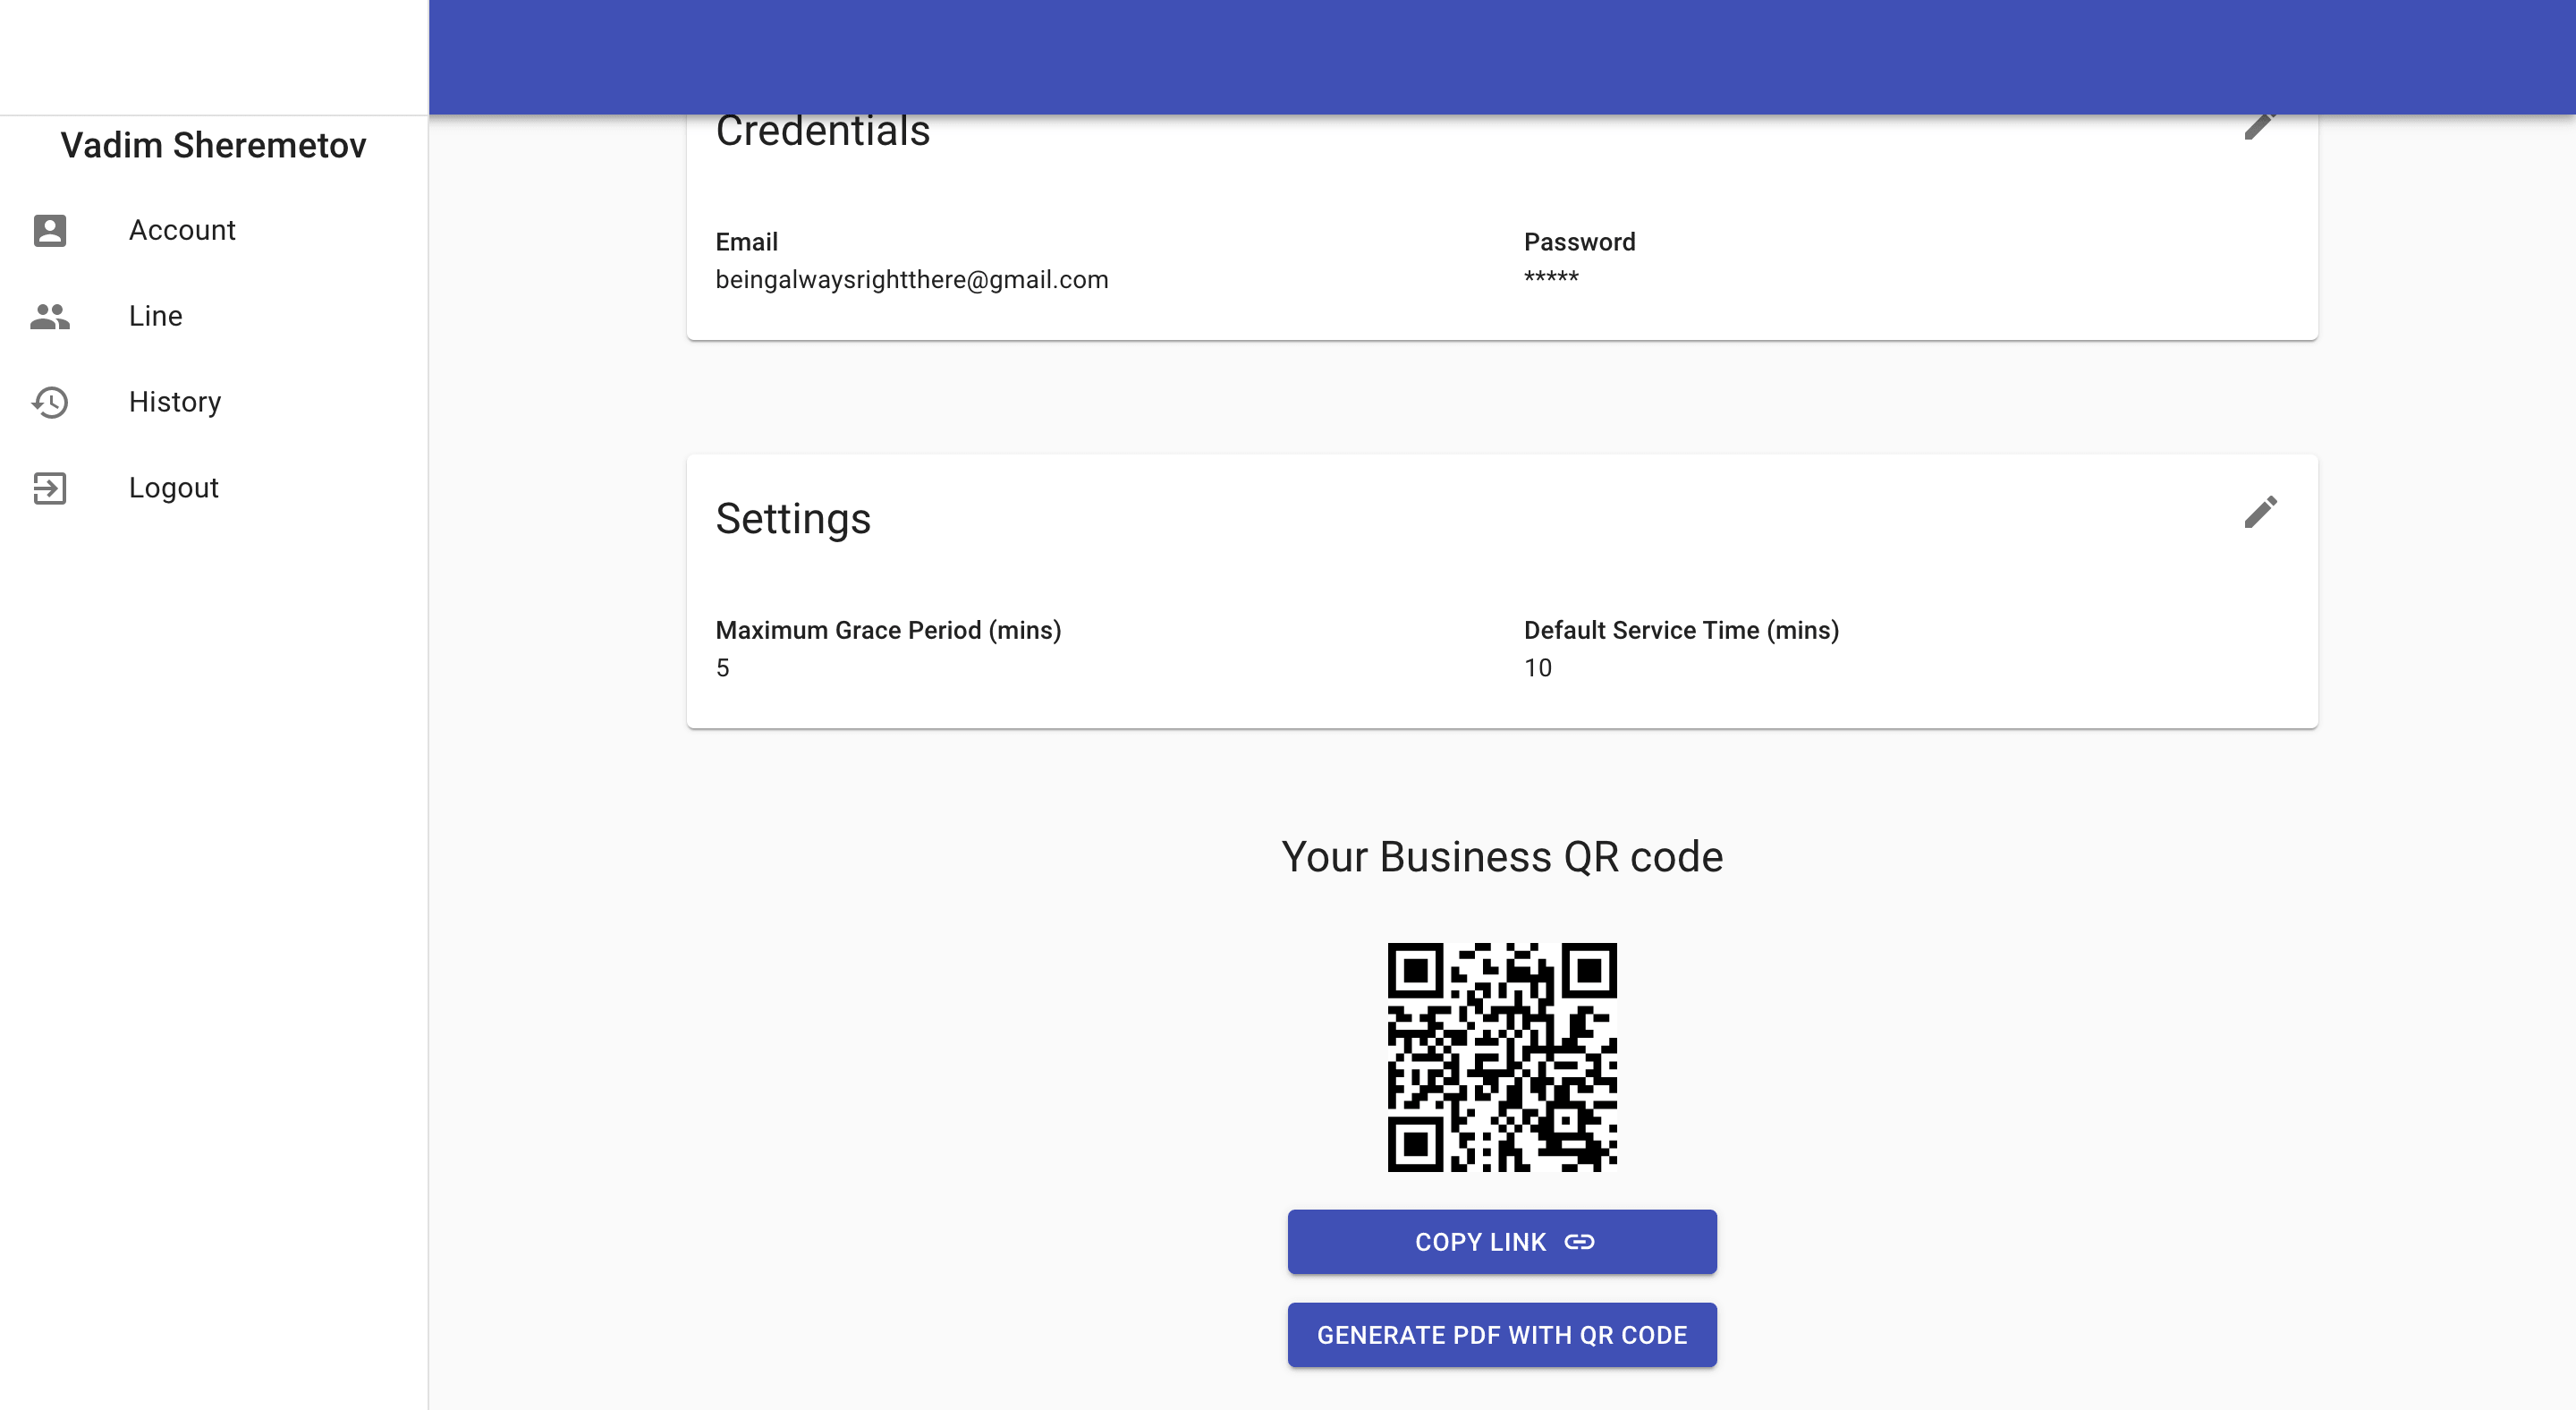 Vadim Sheremetov
Account
Line
History
Logout
Credentials
Email
beingalwaysrightthere@gmail.com
Password
*****
Settings
Maximum Grace Period (mins)
5
Default Service Time (mins)
10
Your Business QR code
COPY LINK
GENERATE PDF WITH QR CODE